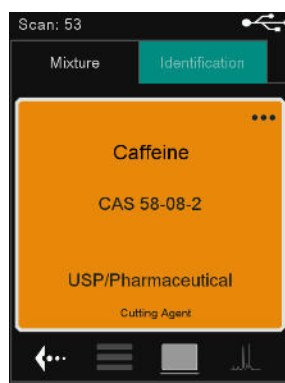 Scan: 53
Mixture
Identification
Caffeine
CAS 58-08-2
USP/Pharmaceutical
Cutting Agent